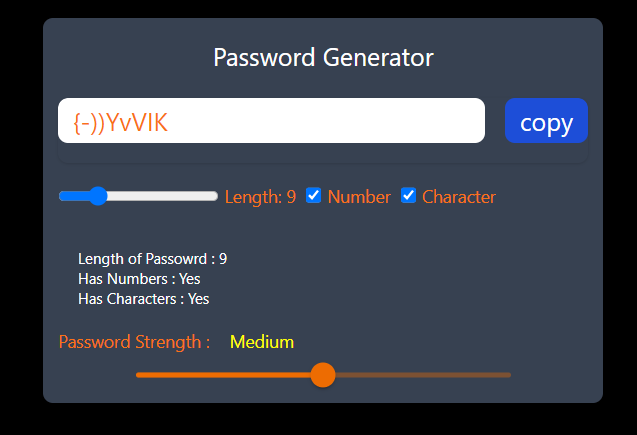 Password Generator
{-))YvVIK
copy
Length: 9 Number Character
Length of Passowrd : 9
Has Numbers : Yes
Has Characters : Yes
Password Strength : Medium